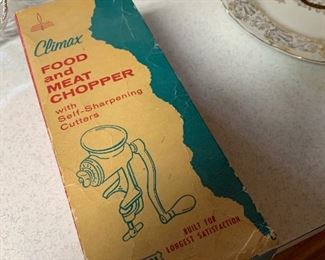 Climax
FOOD
and
MEAT
CHOPPER
with
Self-Sharpening
Cutters
BUILT FOR
LONGEST SATISFACTION